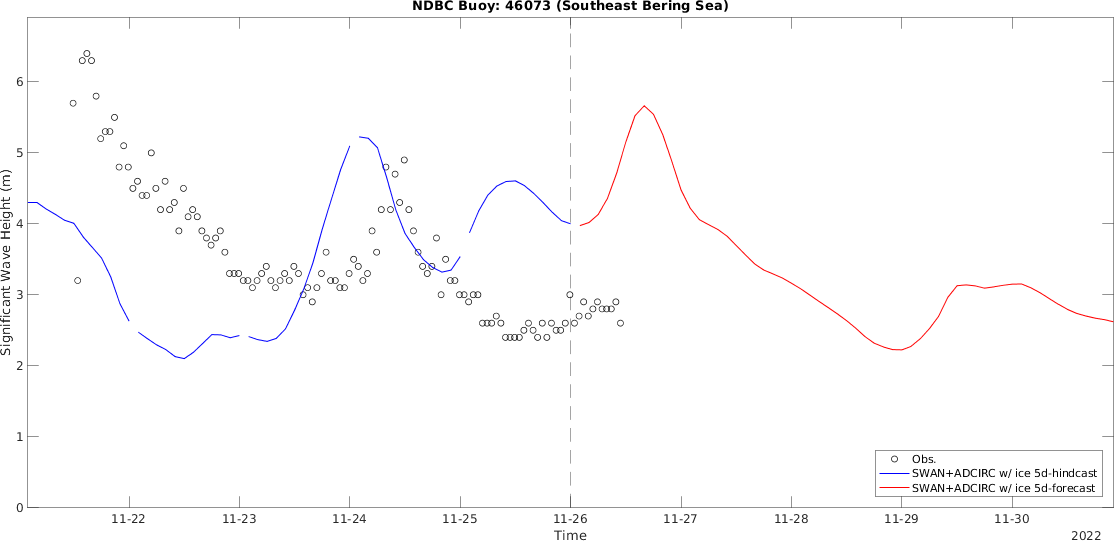 NDBC Buoy: 46073 (Southeast Bering Sea)
Significant Wave Height (m)
6
5
4
3
2
1
0
Obs.
SWAN+ADCIRC w/ ice 5d-hindcast
SWAN+ADCIRC w/ ice 5d-forecast
11-22 11-23 11-24 11-25 11-26 11-27 11-28 11-29 11-30
Time
2022